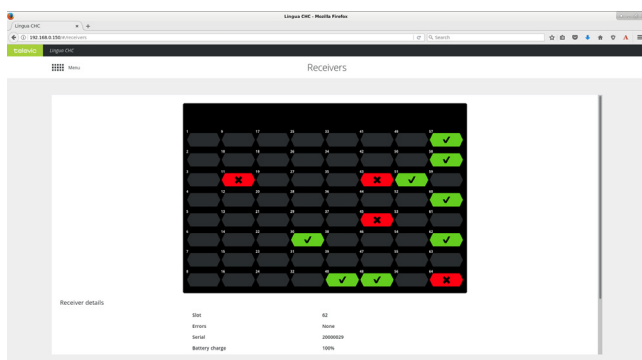 Lingua CHC - Mozilla Firefox
Lingua CHC
192.168.0.150/#/receivers
Search
televic
Lingua CHC
Menu
Receivers
1 9 17 25 33 41 49 57
2 10 18 26 34 42 50 58
3 11 19 27 35 43 51 59
4 12 20 28 36 44 52 60
5 13 21 29 37 45 53 61
6 14 22 30 38 46 54 62
7 15 23 31 39 47 55 63
8 16 24 32 40 48 56 64
Receiver details
Slot 62
Errors None
Serial 20000029
Battery charge 100%